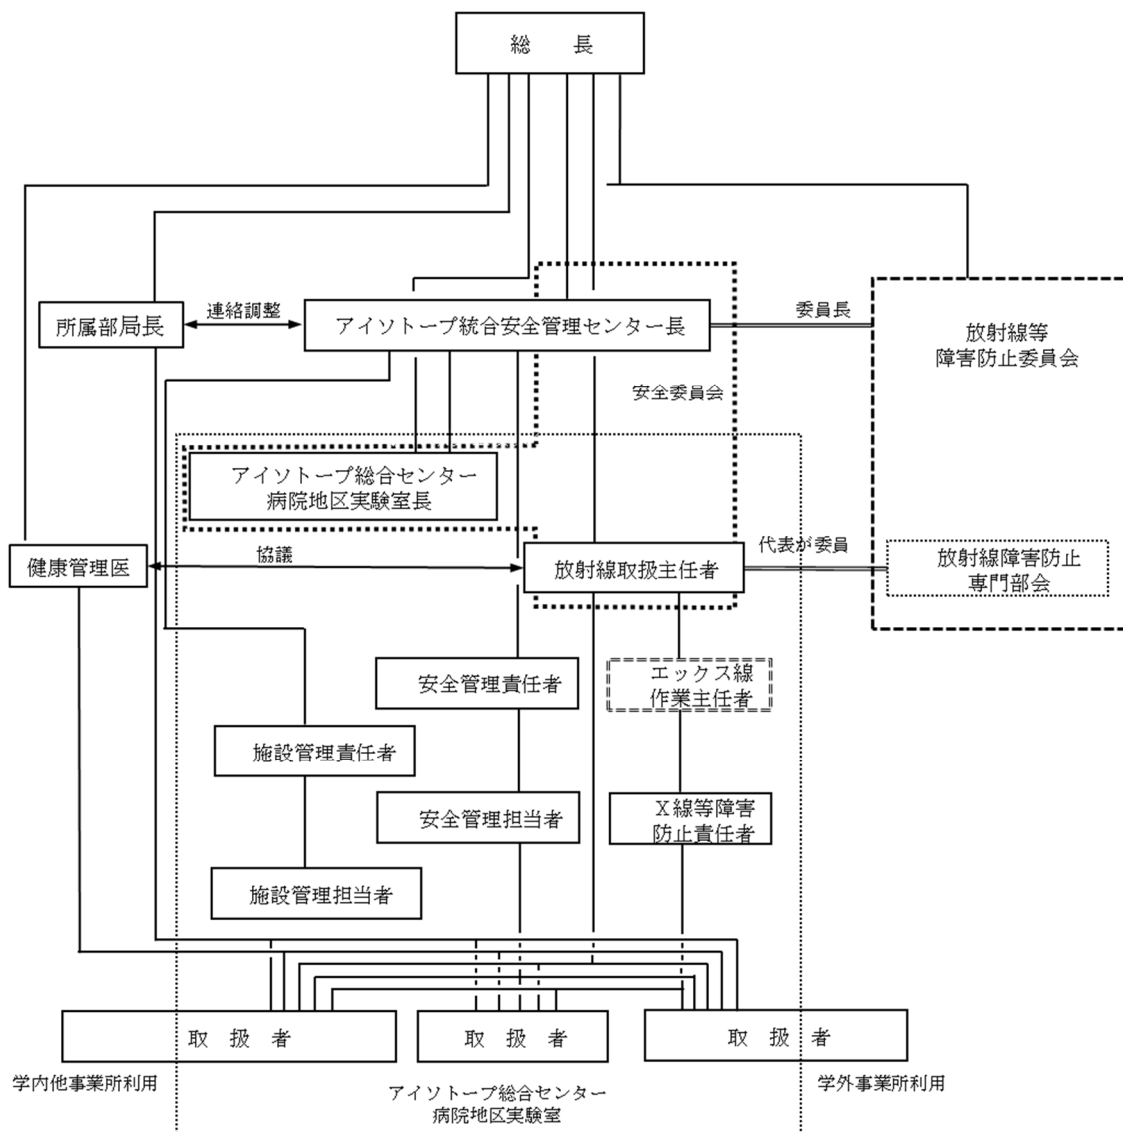 総　長
所属部局長
連絡調整
アイソトープ統合安全管理センター長
委員長
放射線等
障害防止委員会
安全委員会
アイソトープ総合センター
病院地区実験室長
健康管理医
協議
放射線取扱主任者
代表が委員
放射線障害防止
専門部会
安全管理責任者
エックス線
作業主任者
施設管理責任者
安全管理担当者
Ｘ線等障害
防止責任者
施設管理担当者
取　扱　者
取　扱　者
取　扱　者
学内他事業所利用
アイソトープ総合センター
病院地区実験室
学外事業所利用